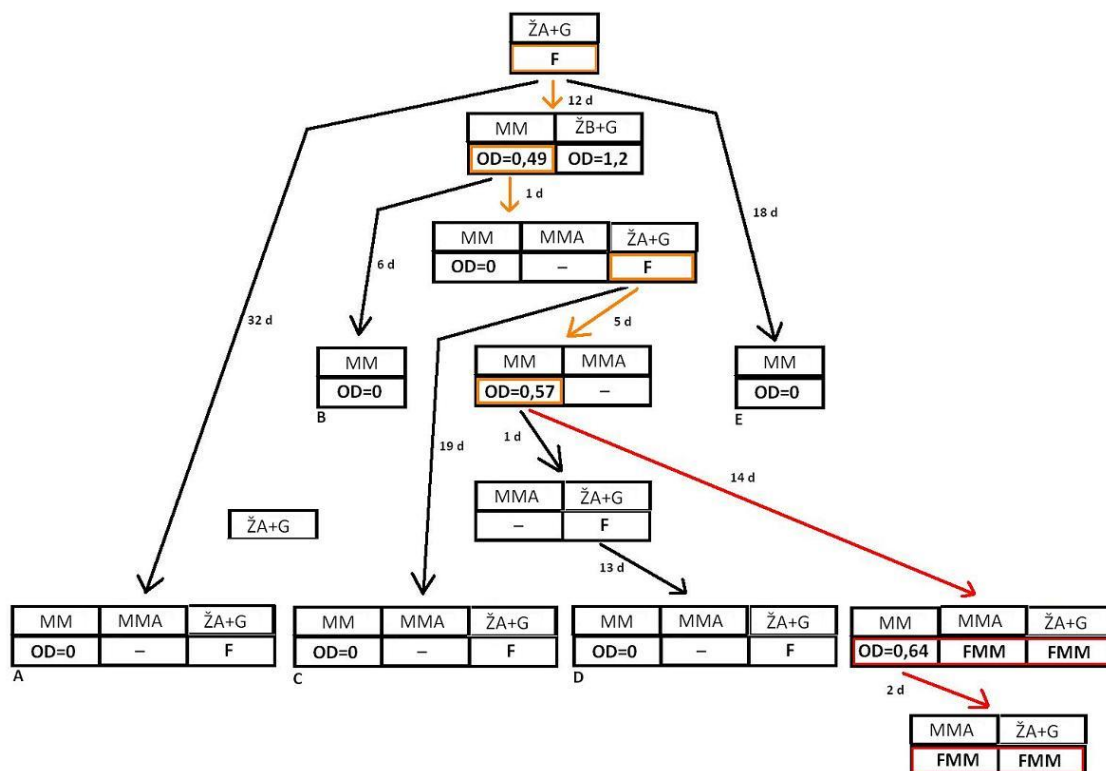 ŽA+G
F
12 d
MM ŽB+G
OD=0,49 OD=1,2
1 d
18 d
MM MMA ŽA+G
6 d
OD=0 – F
32 d
5 d
MM MM MMA MM
OD=0 OD=0,57 – OD=0
B E
19 d 1 d
14 d
MMA ŽA+G
ŽA+G – F
13 d
MM MMA ŽA+G MM MMA ŽA+G MM MMA ŽA+G MM MMA ŽA+G
OD=0 – F OD=0 – F OD=0 – F OD=0,64 FMM FMM
A C D
2 d
MMA ŽA+G
FMM FMM